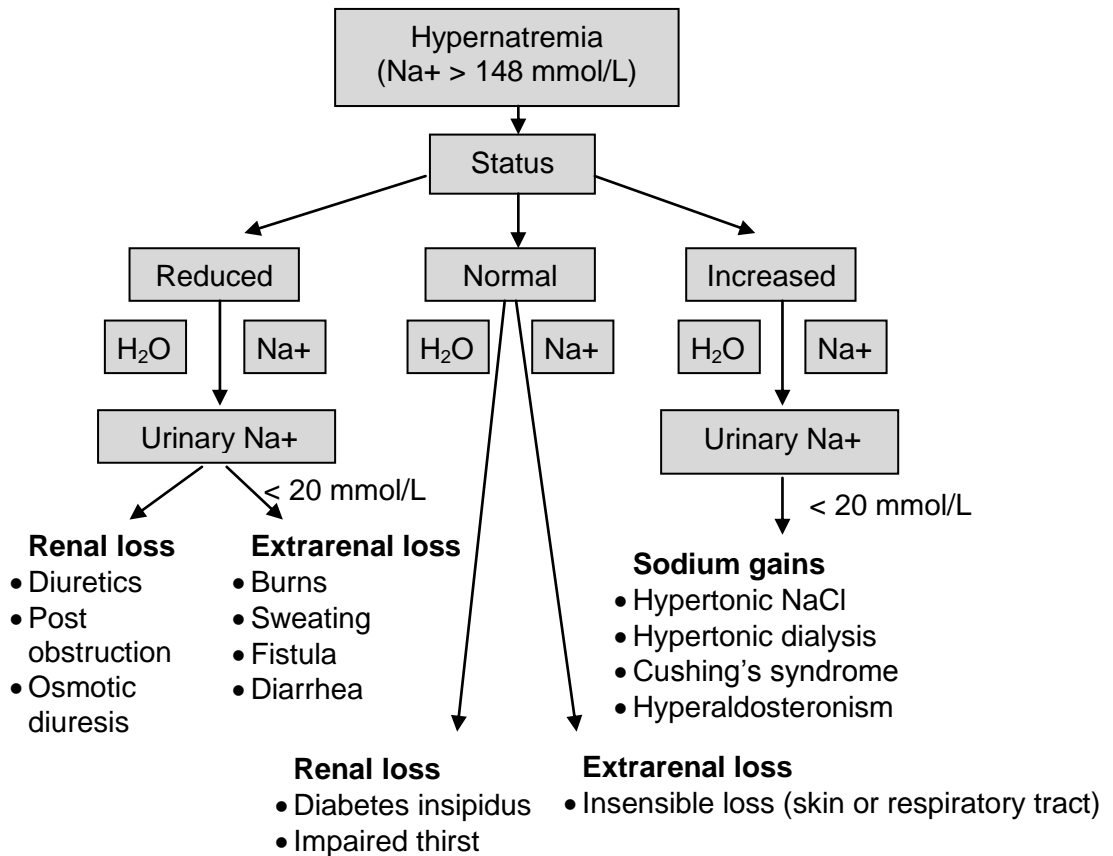 Hypernatremia
(Na+ > 148 mmol/L)
Status
Reduced
Normal
Increased
H₂O
Na+
H₂O
Na+
H₂O
Na+
Urinary Na+
Urinary Na+
< 20 mmol/L
< 20 mmol/L
Renal loss
• Diuretics
• Post
obstruction
• Osmotic
diuresis
Extrarenal loss
• Burns
• Sweating
• Fistula
• Diarrhea
Sodium gains
• Hypertonic NaCl
• Hypertonic dialysis
• Cushing’s syndrome
• Hyperaldosteronism
Renal loss
• Diabetes insipidus
• Impaired thirst
Extrarenal loss
• Insensible loss (skin or respiratory tract)